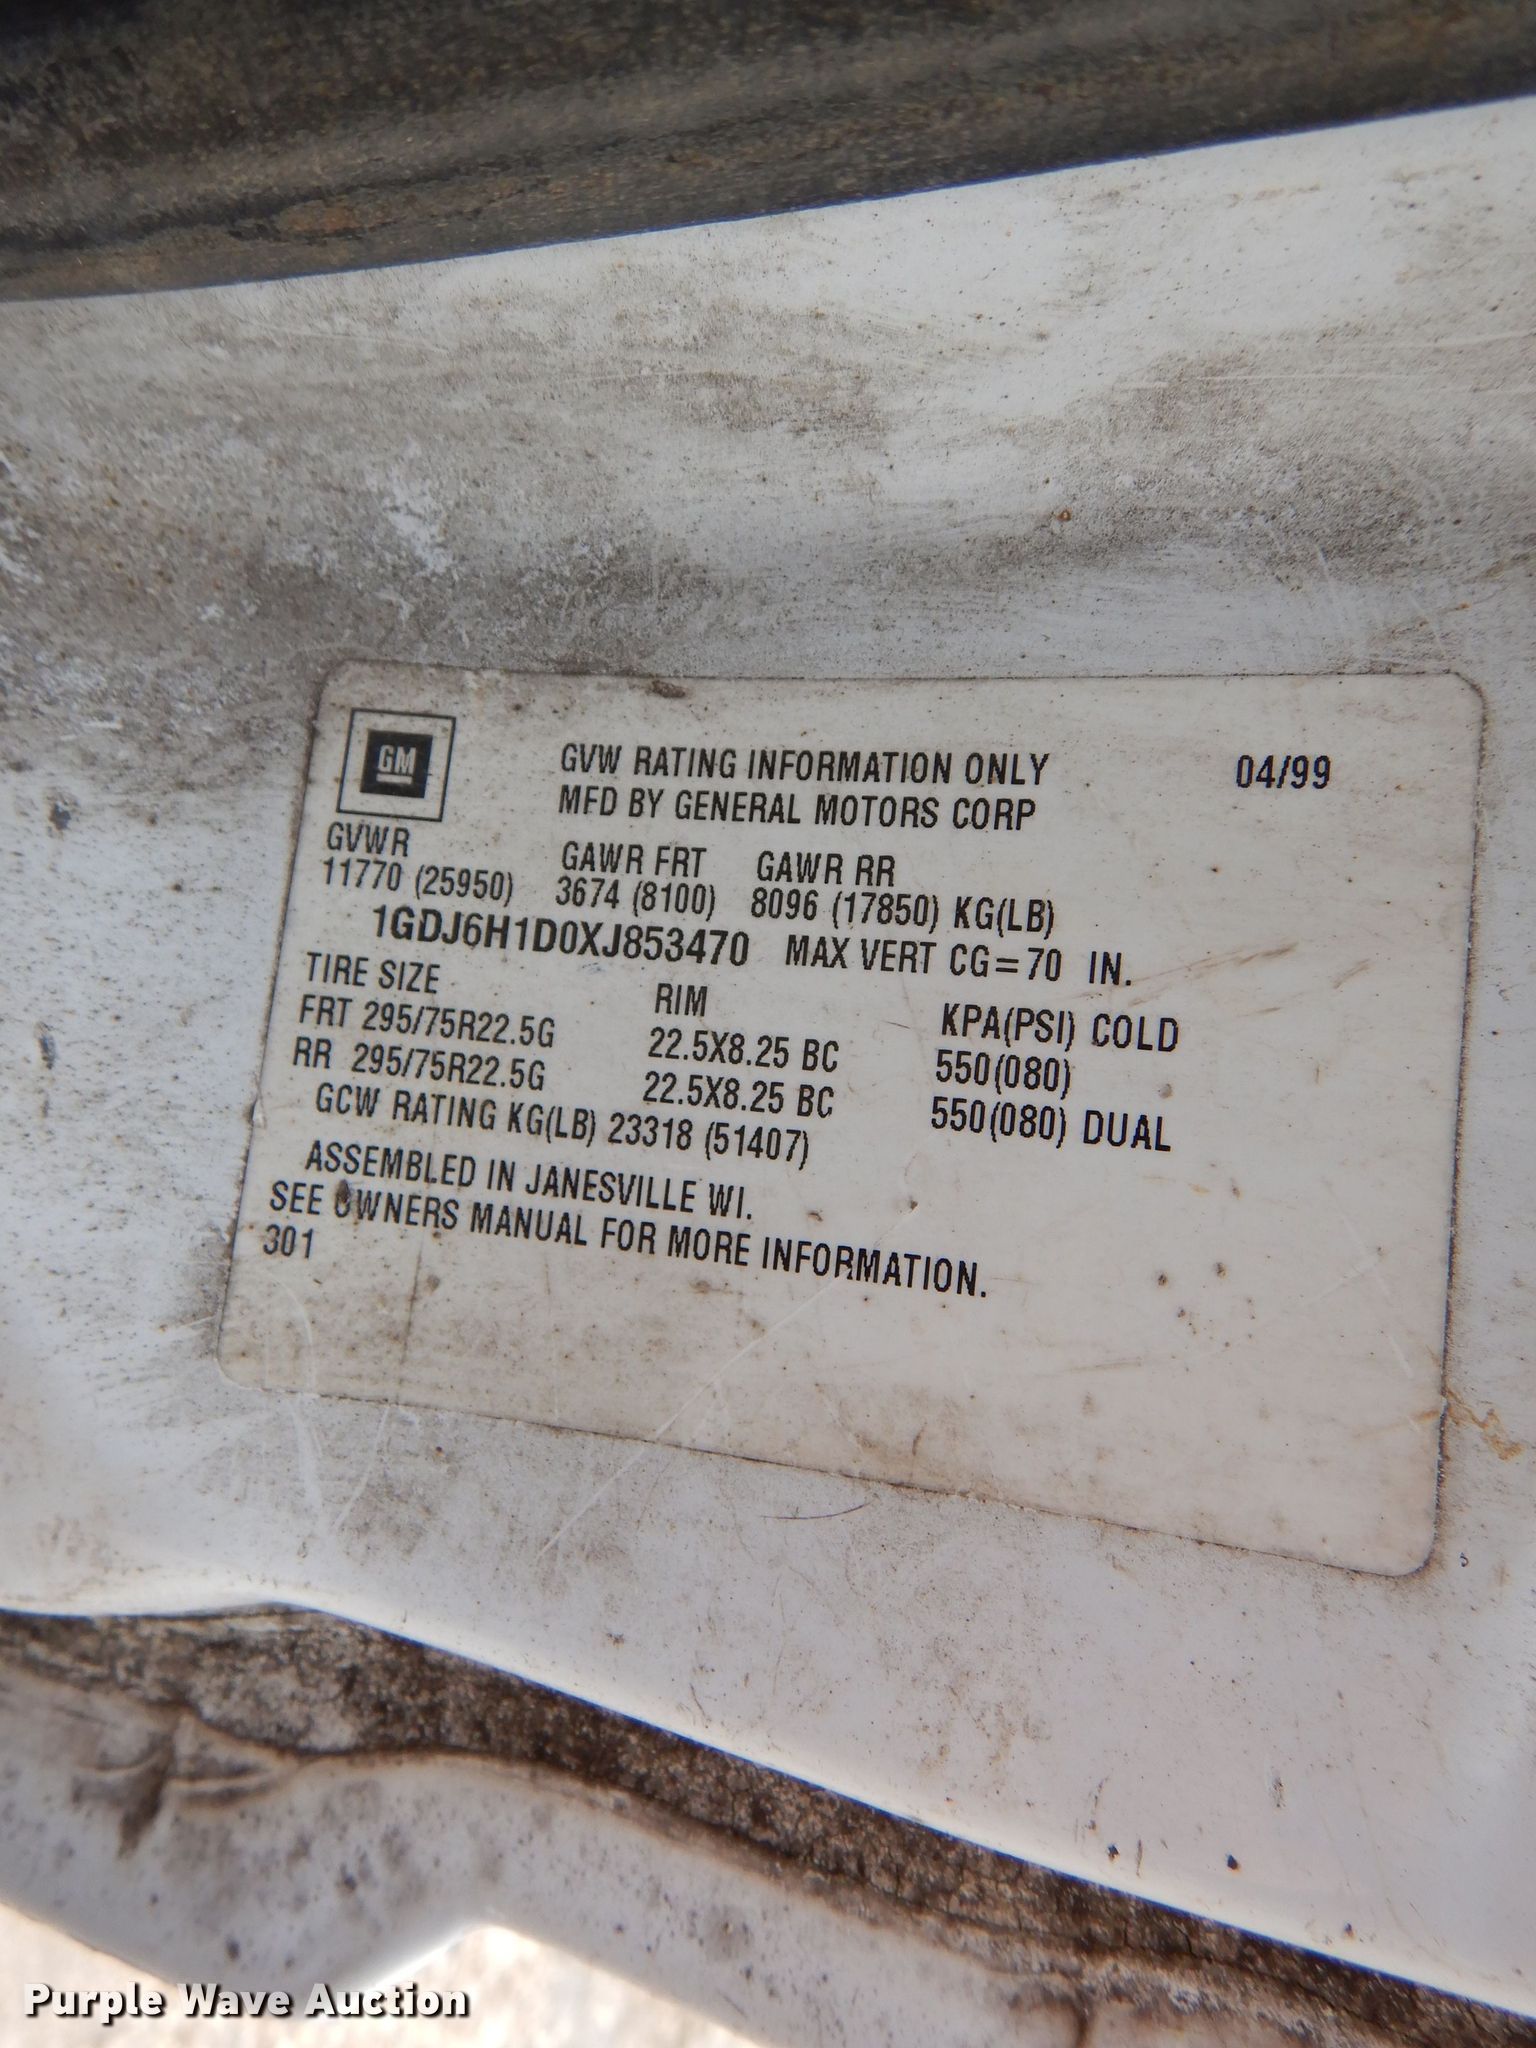 GM
GVW RATING INFORMATION ONLY 04/99
MFD BY GENERAL MOTORS CORP
GVWR GAWR FRT GAWR RR
11770 (25950) 3674 (8100) 8096 (17850) KG(LB)
1GDJ6H1D0XJ853470 MAX VERT CG=70 IN.
TIRE SIZE RIM KPA(PSI) COLD
FRT 295/75R22.5G 22.5X8.25 BC 550(080)
RR 295/75R22.5G 22.5X8.25 BC 550(080) DUAL
GCW RATING KG(LB) 23318 (51407)
ASSEMBLED IN JANESVILLE WI.
SEE OWNERS MANUAL FOR MORE INFORMATION.
301
Purple Wave Auction